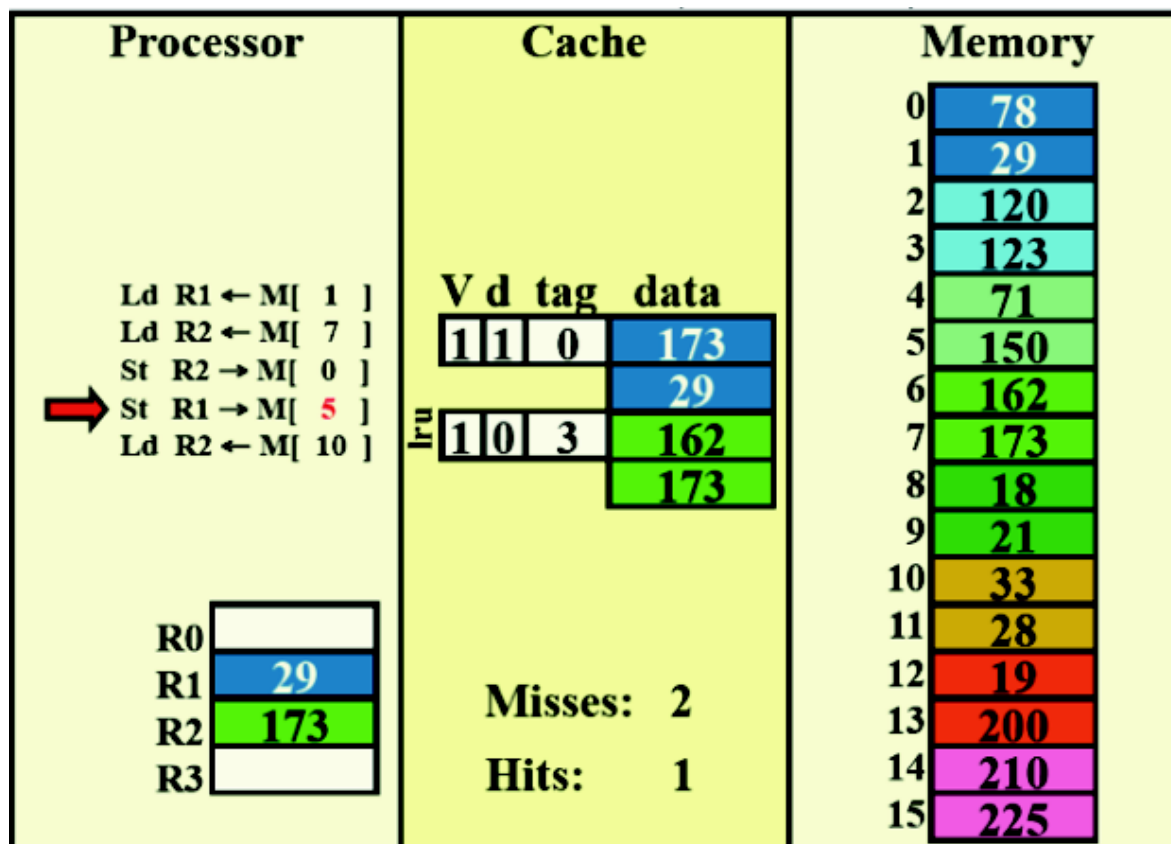 Processor
Ld R1 ← M[ 1 ]
Ld R2 ← M[ 7 ]
St R2 → M[ 0 ]
St R1 → M[ 5 ]
Ld R2 ← M[ 10 ]
R0
R1 29
R2 173
R3
Cache
V d tag data
1 1 0 173
29
lru 1 0 3 162
173
Misses: 2
Hits: 1
Memory
0 78
1 29
2 120
3 123
4 71
5 150
6 162
7 173
8 18
9 21
10 33
11 28
12 19
13 200
14 210
15 225